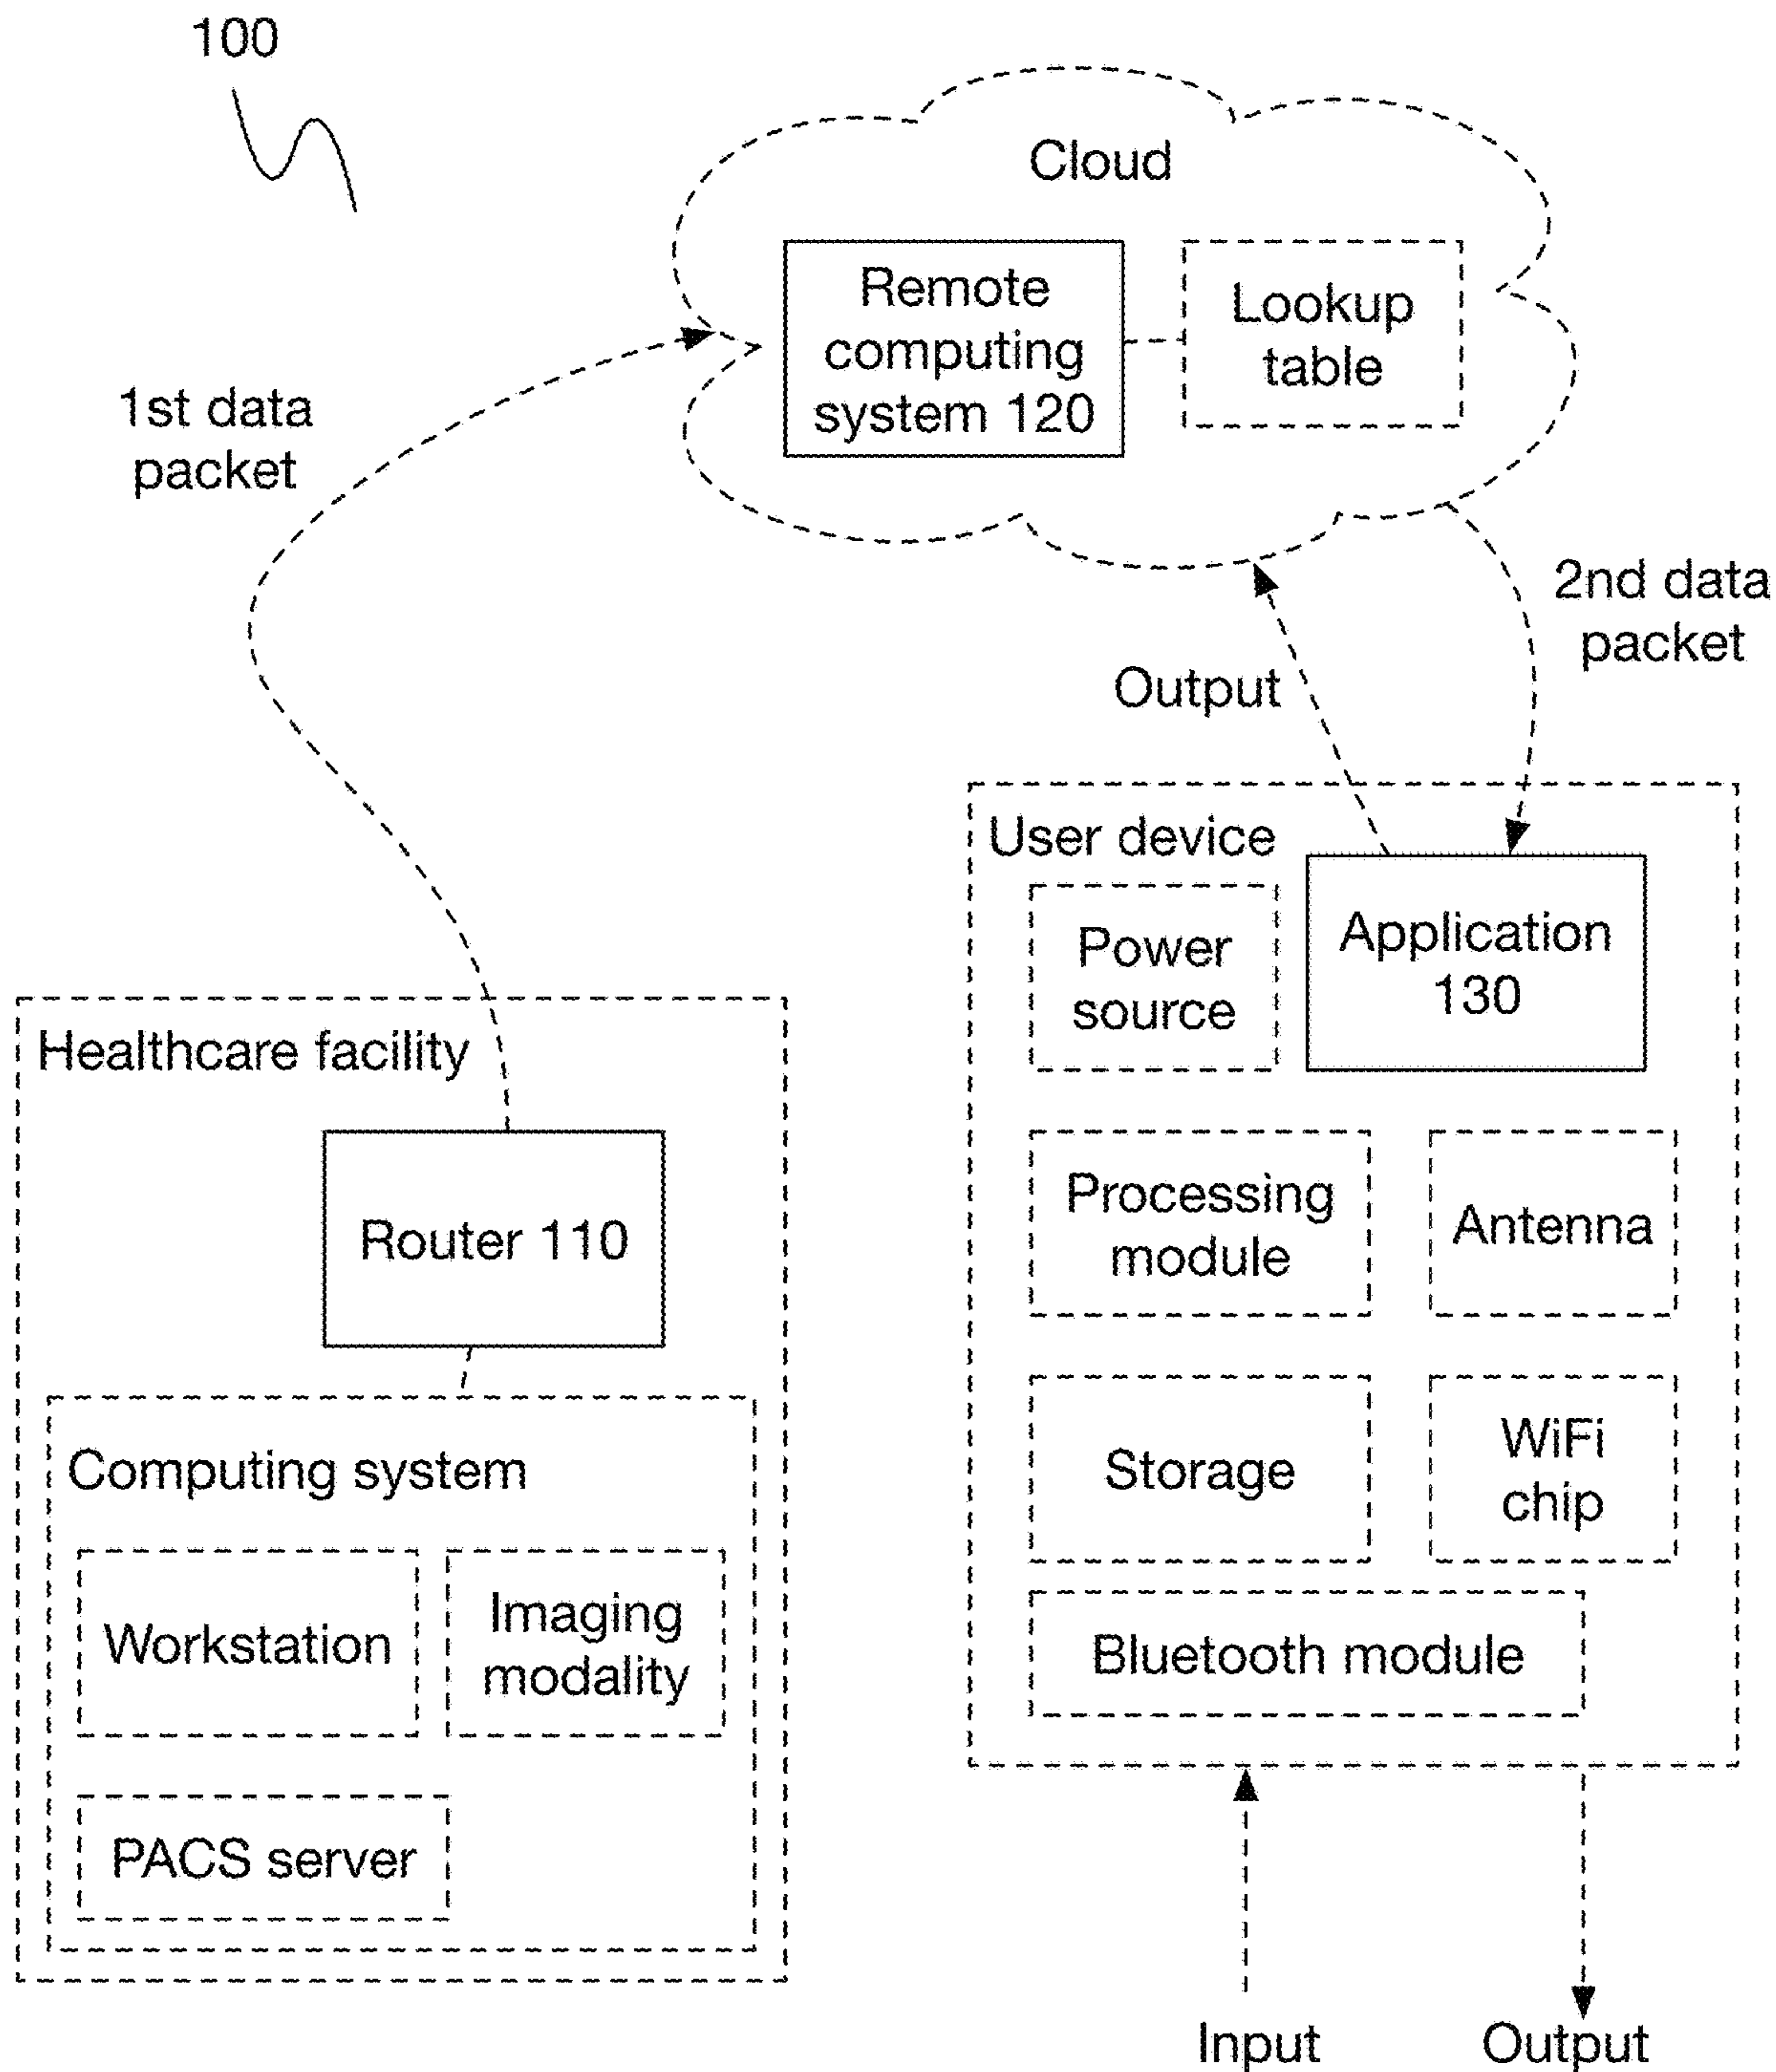 100
Cloud
Remote
computing
system 120
Lookup
table
1st data
packet
2nd data
packet
Output
User device
Power
source
Application
130
Healthcare facility
Router 110
Processing
module
Antenna
Computing system
Storage
WiFi
chip
Workstation
Imaging
modality
Bluetooth module
PACS server
Input
Output